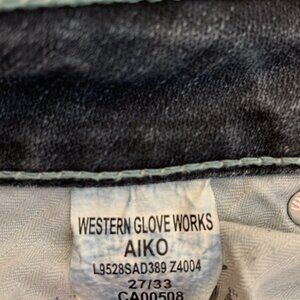 WESTERN GLOVE WORKS
AIKO
L9528SAD389 Z4004
27/33
CA00508